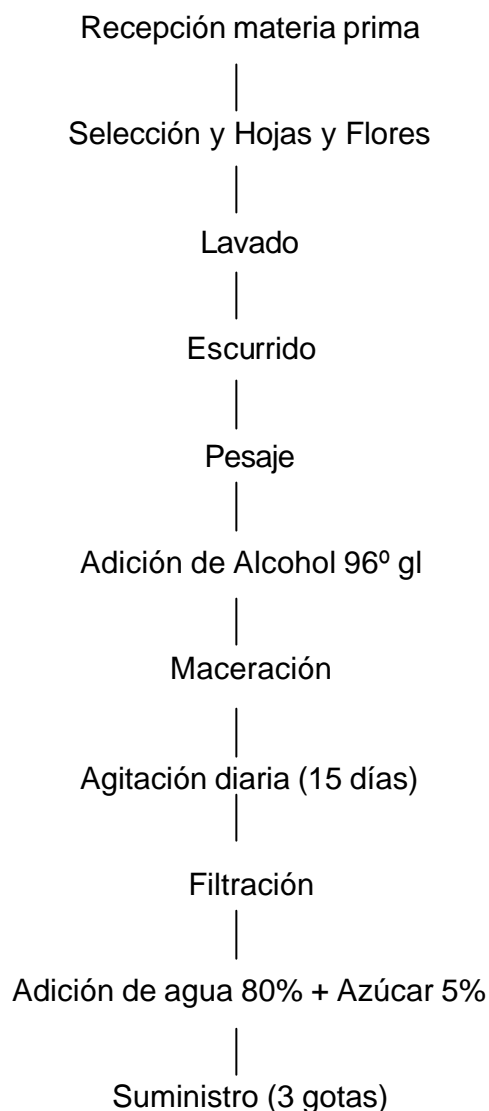 Recepción materia prima
Selección y Hojas y Flores
Lavado
Escurrido
Pesaje
Adición de Alcohol 96º gl
Maceración
Agitación diaria (15 días)
Filtración
Adición de agua 80% + Azúcar 5%
Suministro (3 gotas)